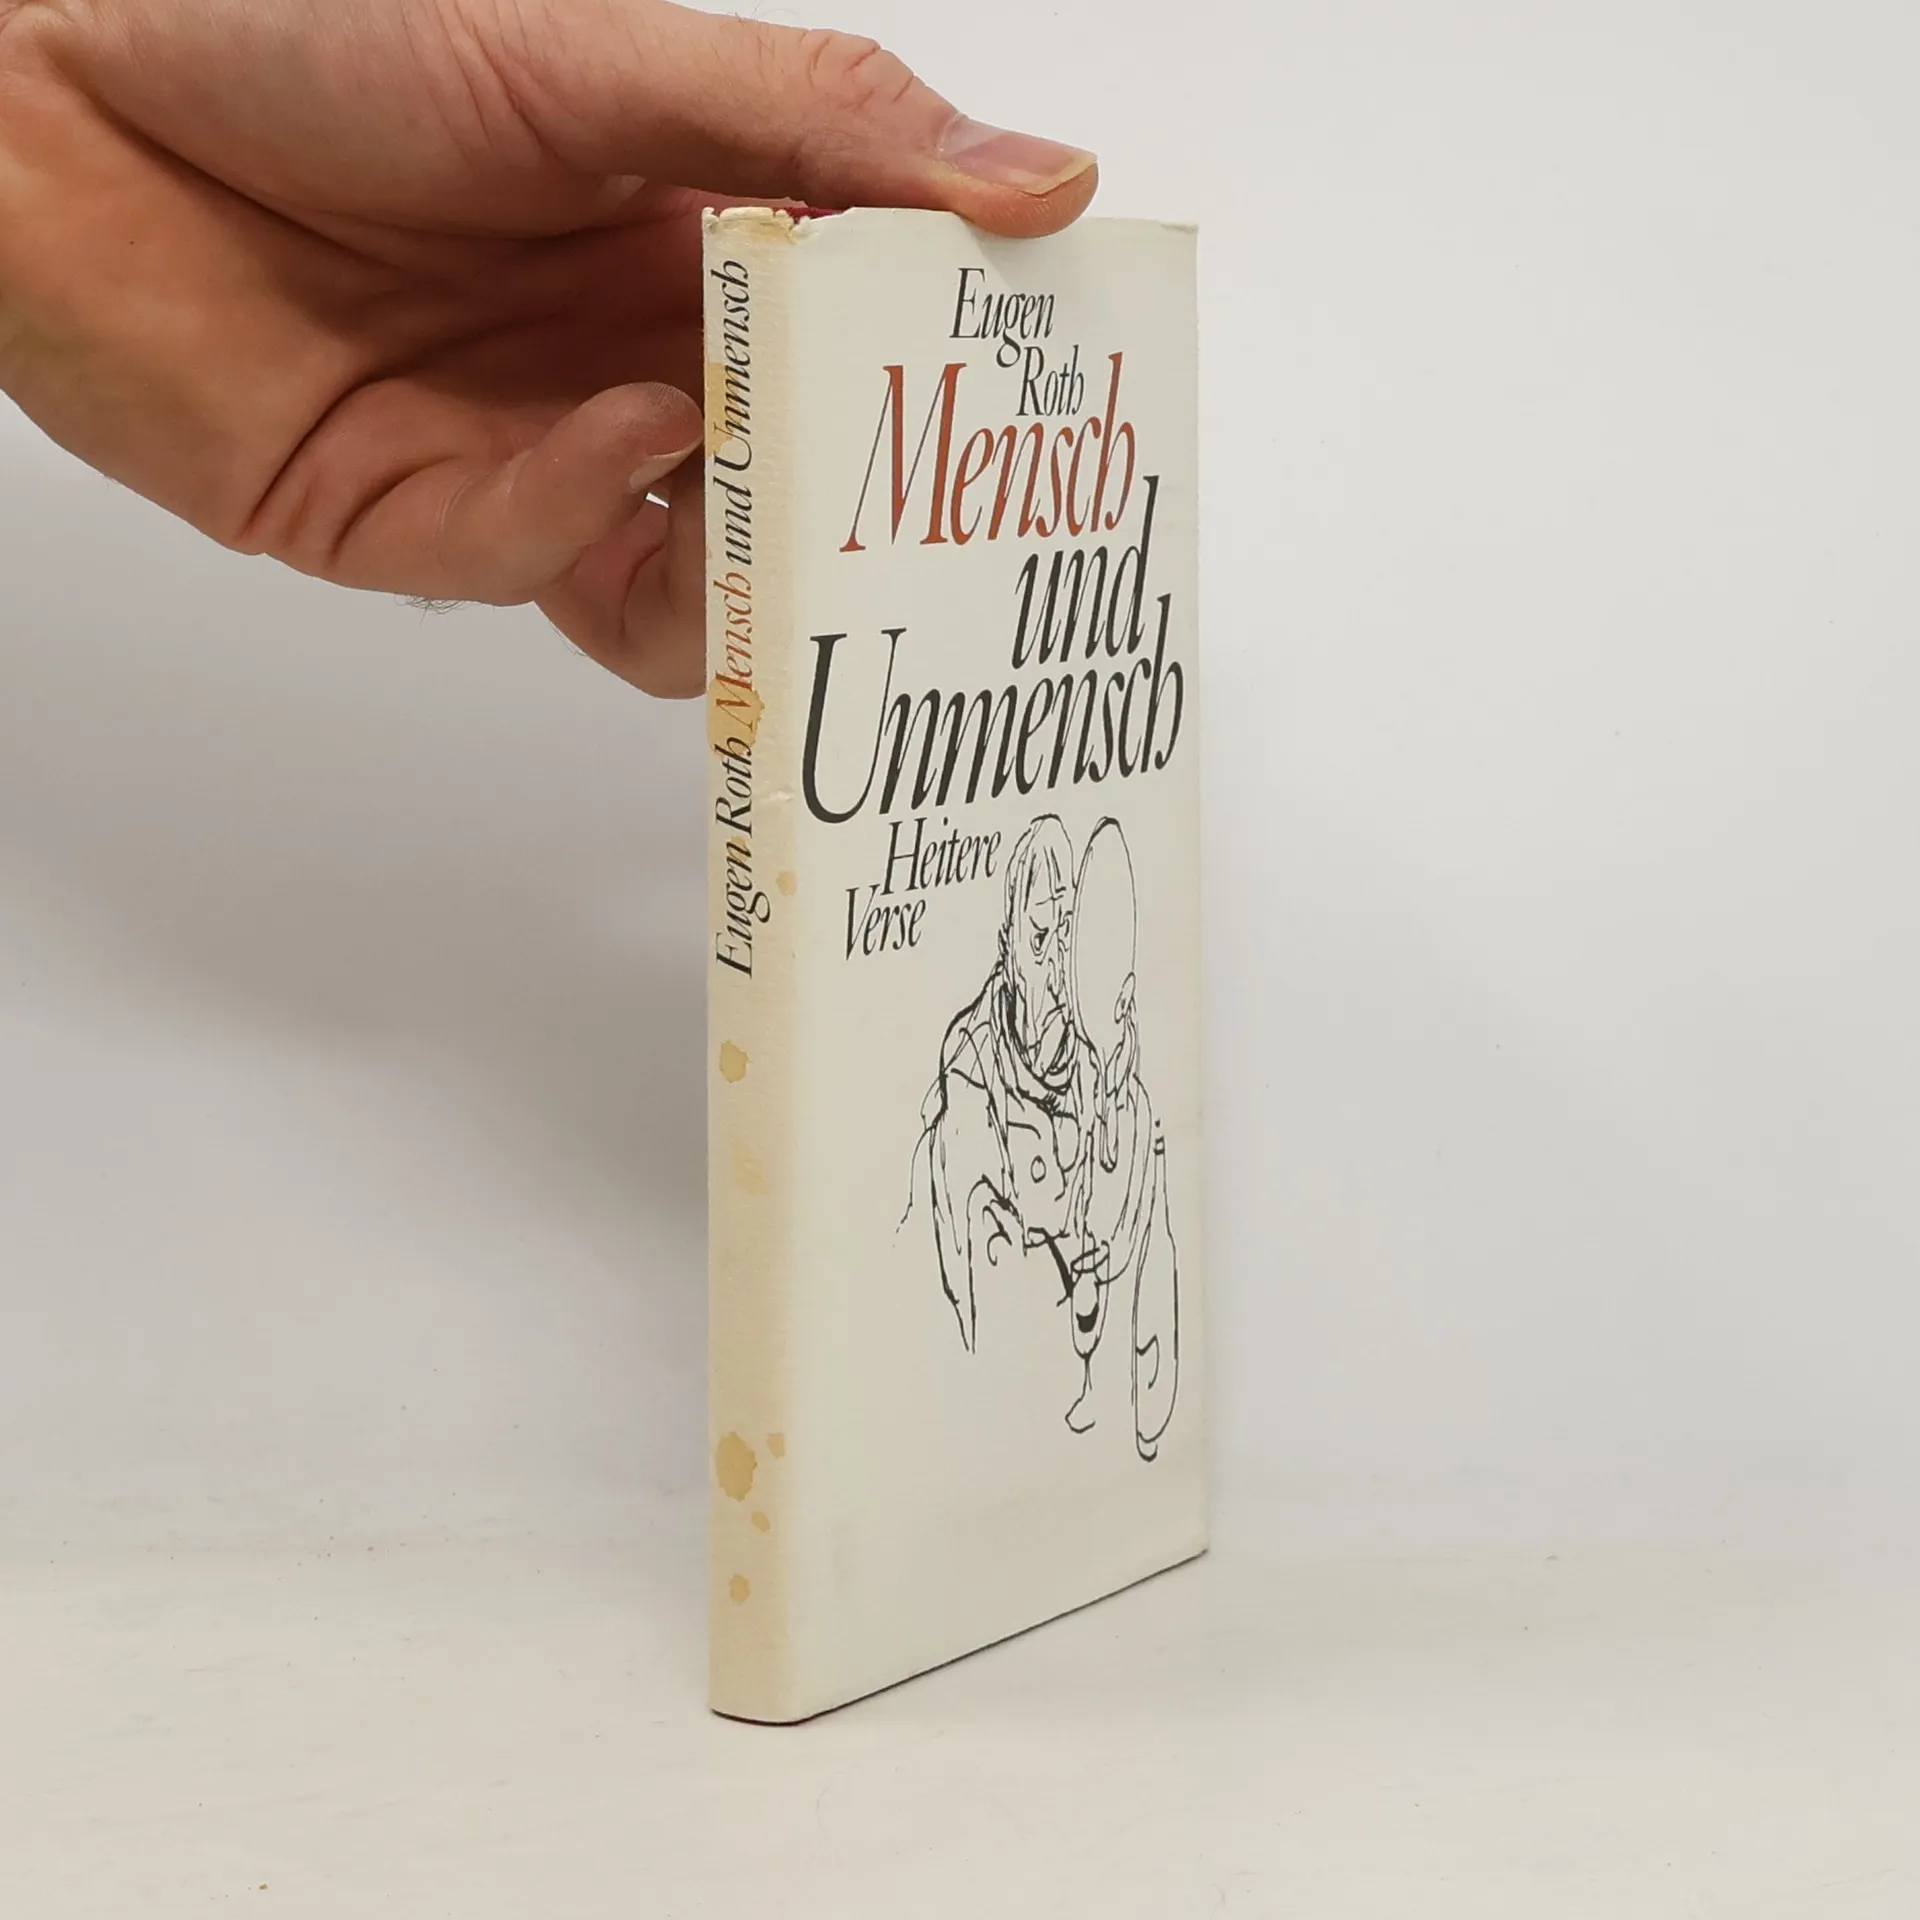 Eugen Roth Mensch und Unmensch
Eugen
Roth
Mensch
und
Unmensch
Heitere
Verse